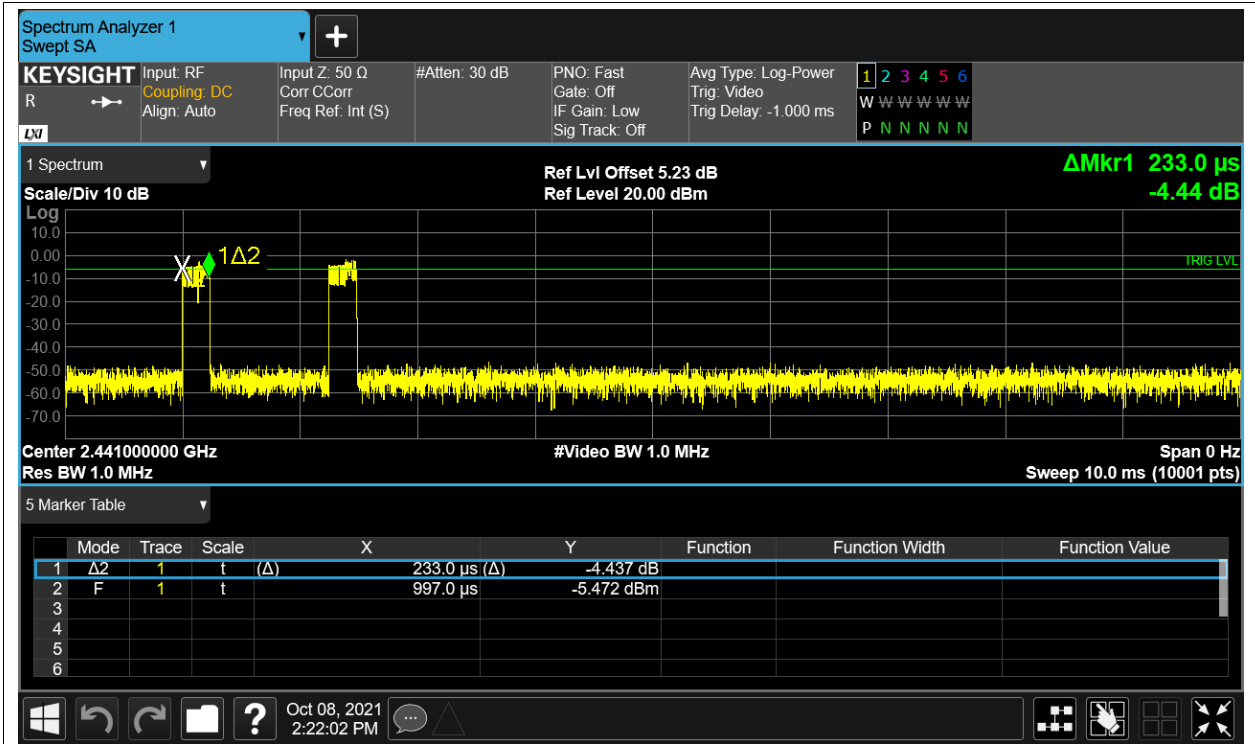 Spectrum Analyzer 1
Swept SA
KEYSIGHT
R
LXI
Input: RF
Coupling: DC
Align: Auto
Input Z: 50 Ω
Corr CCorr
Freq Ref: Int (S)
#Atten: 30 dB
PNO: Fast
Gate: Off
IF Gain: Low
Sig Track: Off
Avg Type: Log-Power
Trig: Video
Trig Delay: -1.000 ms
1 2 3 4 5 6
W W W W W W
P N N N N N
1 Spectrum
Scale/Div 10 dB
Ref Lvl Offset 5.23 dB
Ref Level 20.00 dBm
ΔMkr1 233.0 µs
-4.44 dB
Log
10.0
0.00
-10.0
-20.0
-30.0
-40.0
-50.0
-60.0
-70.0
X
1Δ2
TRIG LVL
Center 2.441000000 GHz
#Video BW 1.0 MHz
Span 0 Hz
Res BW 1.0 MHz
Sweep 10.0 ms (10001 pts)
5 Marker Table
Mode Trace Scale X Y Function Function Width Function Value
1 Δ2 1 t (Δ) 233.0 µs (Δ) -4.437 dB
2 F 1 t 997.0 µs -5.472 dBm
3
4
5
6
?
Oct 08, 2021
2:22:02 PM